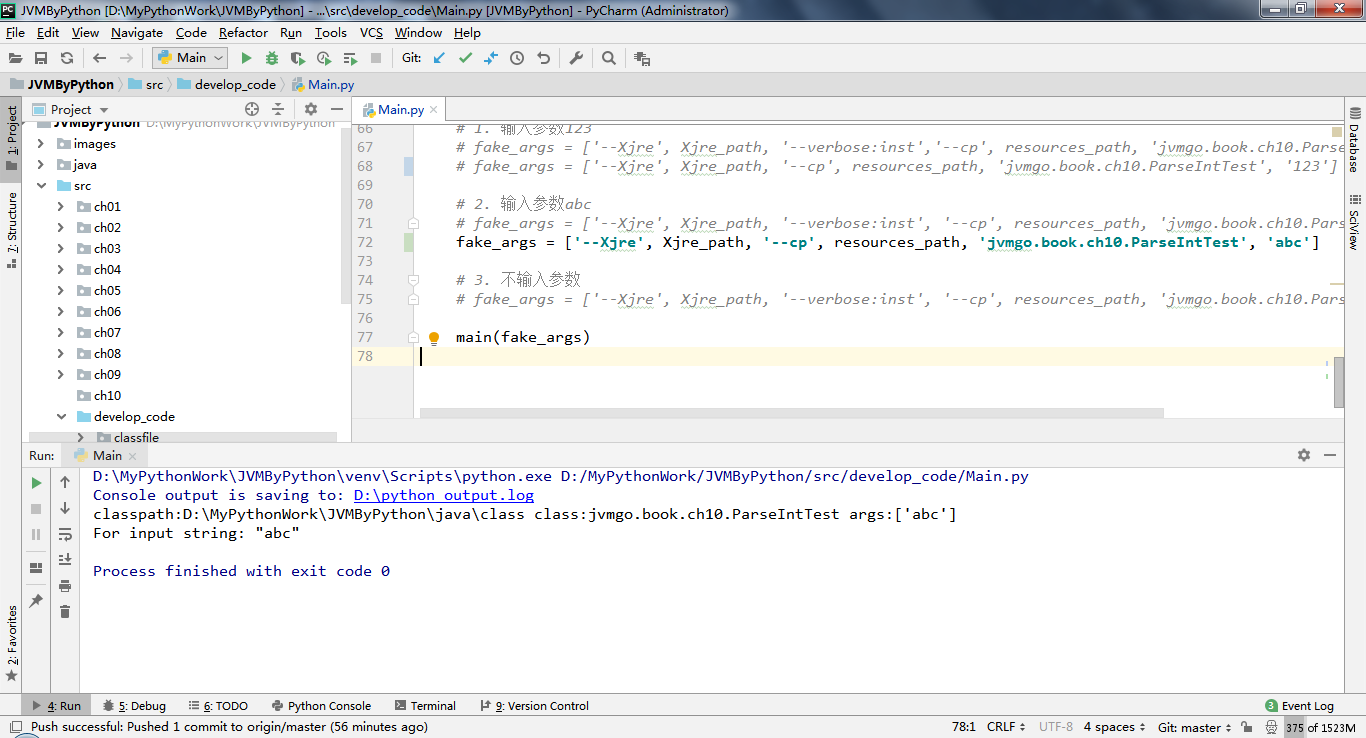 JVMByPython [D:\MyPythonWork\JVMByPython] - ...\src\develop_code\Main.py [JVMByPython] - PyCharm (Administrator)
File Edit View Navigate Code Refactor Run Tools VCS Window Help
Main Git:
JVMByPython src develop_code Main.py
1: Project
7: Structure
2: Favorites
Project
JVMByPython D:\MyPythonWork\JVMByPython
images
java
src
ch01
ch02
ch03
ch04
ch05
ch06
ch07
ch08
ch09
ch10
develop_code
classfile
Main.py
66 # 1. 输入参数123
67 # fake_args = ['--Xjre', Xjre_path, '--verbose:inst','--cp', resources_path, 'jvmgo.book.ch10.Parse
68 # fake_args = ['--Xjre', Xjre_path, '--cp', resources_path, 'jvmgo.book.ch10.ParseIntTest', '123']
69
70 # 2. 输入参数abc
71 # fake_args = ['--Xjre', Xjre_path, '--verbose:inst', '--cp', resources_path, 'jvmgo.book.ch10.Pars
72 fake_args = ['--Xjre', Xjre_path, '--cp', resources_path, 'jvmgo.book.ch10.ParseIntTest', 'abc']
73
74 # 3. 不输入参数
75 # fake_args = ['--Xjre', Xjre_path, '--verbose:inst', '--cp', resources_path, 'jvmgo.book.ch10.Pars
76
77 main(fake_args)
78
Database
SciView
Run: Main
D:\MyPythonWork\JVMByPython\venv\Scripts\python.exe D:/MyPythonWork/JVMByPython/src/develop_code/Main.py
Console output is saving to: D:\python_output.log
classpath:D:\MyPythonWork\JVMByPython\java\class class:jvmgo.book.ch10.ParseIntTest args:['abc']
For input string: "abc"
Process finished with exit code 0
4: Run 5: Debug 6: TODO Python Console Terminal 9: Version Control 3 Event Log
Push successful: Pushed 1 commit to origin/master (56 minutes ago) 78:1 CRLF UTF-8 4 spaces Git: master 375 of 1523M